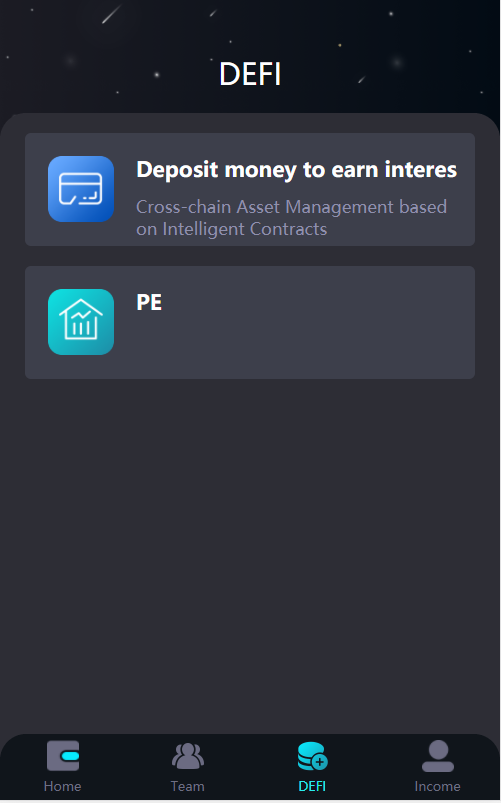 DEFI
Deposit money to earn interes
Cross-chain Asset Management based
on Intelligent Contracts
PE
Home
Team
DEFI
Income